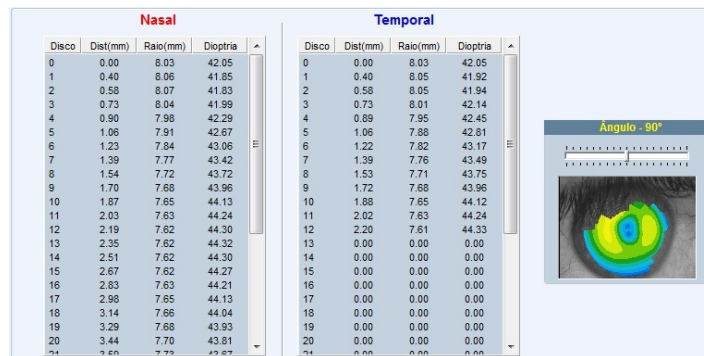 Nasal
Disco Dist(mm) Raio(mm) Dioptria
0 0.00 8.03 42.05
1 0.40 8.06 41.85
2 0.58 8.07 41.83
3 0.73 8.04 41.99
4 0.90 7.98 42.29
5 1.06 7.91 42.67
6 1.23 7.84 43.06
7 1.39 7.77 43.42
8 1.54 7.72 43.72
9 1.70 7.68 43.96
10 1.87 7.65 44.13
11 2.03 7.63 44.24
12 2.19 7.62 44.30
13 2.35 7.62 44.32
14 2.51 7.62 44.30
15 2.67 7.62 44.27
16 2.83 7.63 44.21
17 2.98 7.65 44.13
18 3.14 7.66 44.04
19 3.29 7.68 43.93
20 3.44 7.70 43.81
21 3.59 7.73 43.67
Temporal
Disco Dist(mm) Raio(mm) Dioptria
0 0.00 8.03 42.05
1 0.40 8.05 41.92
2 0.58 8.05 41.94
3 0.73 8.01 42.14
4 0.89 7.95 42.45
5 1.06 7.88 42.81
6 1.22 7.82 43.17
7 1.39 7.76 43.49
8 1.53 7.71 43.75
9 1.72 7.68 43.96
10 1.88 7.65 44.12
11 2.02 7.63 44.24
12 2.20 7.61 44.33
13 0.00 0.00 0.00
14 0.00 0.00 0.00
15 0.00 0.00 0.00
16 0.00 0.00 0.00
17 0.00 0.00 0.00
18 0.00 0.00 0.00
19 0.00 0.00 0.00
20 0.00 0.00 0.00
21 0.00 0.00 0.00
Ângulo - 90°